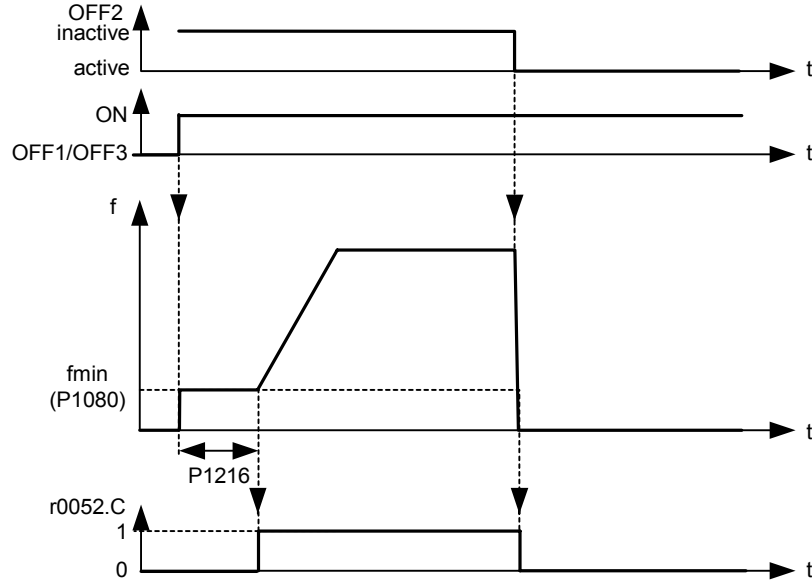 OFF2
inactive
active
t
ON
OFF1/OFF3
t
f
fmin
(P1080)
t
P1216
r0052.C
1
0
t